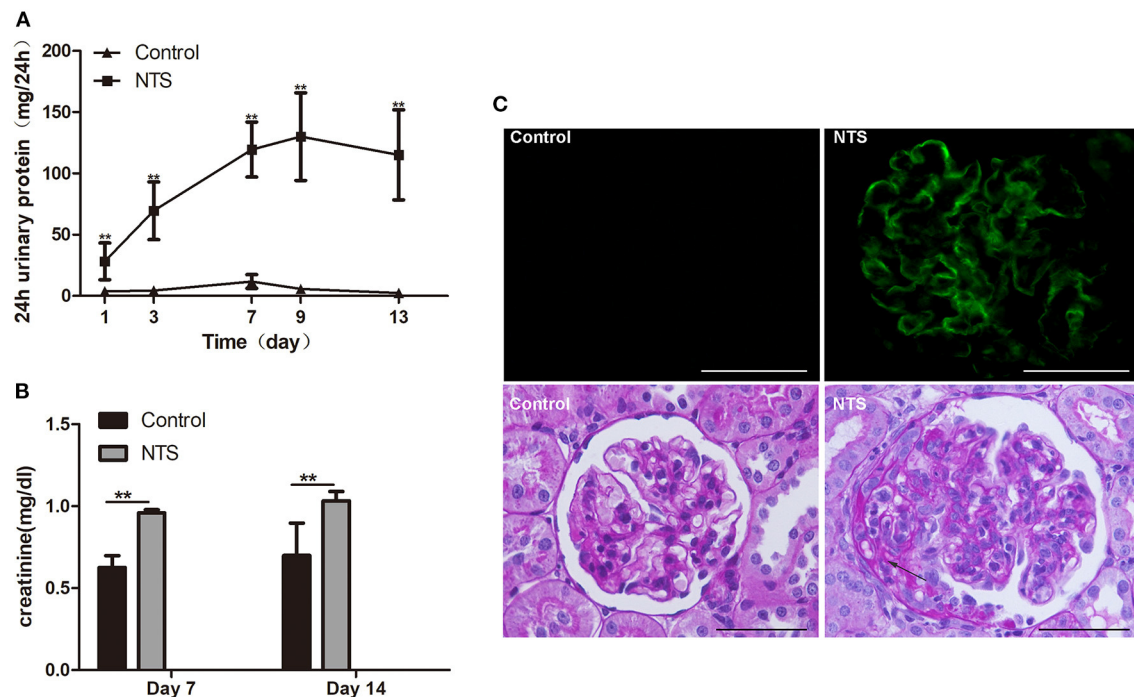 A
24h urinary protein（mg/24h）
Control
NTS
200
150
100
50
0
** ** ** ** **
1 3 7 9 13
Time（day）
B
creatinine(mg/dl)
Control
NTS
1.5
1.0
0.5
0.0
** **
Day 7 Day 14
C
Control NTS
Control NTS